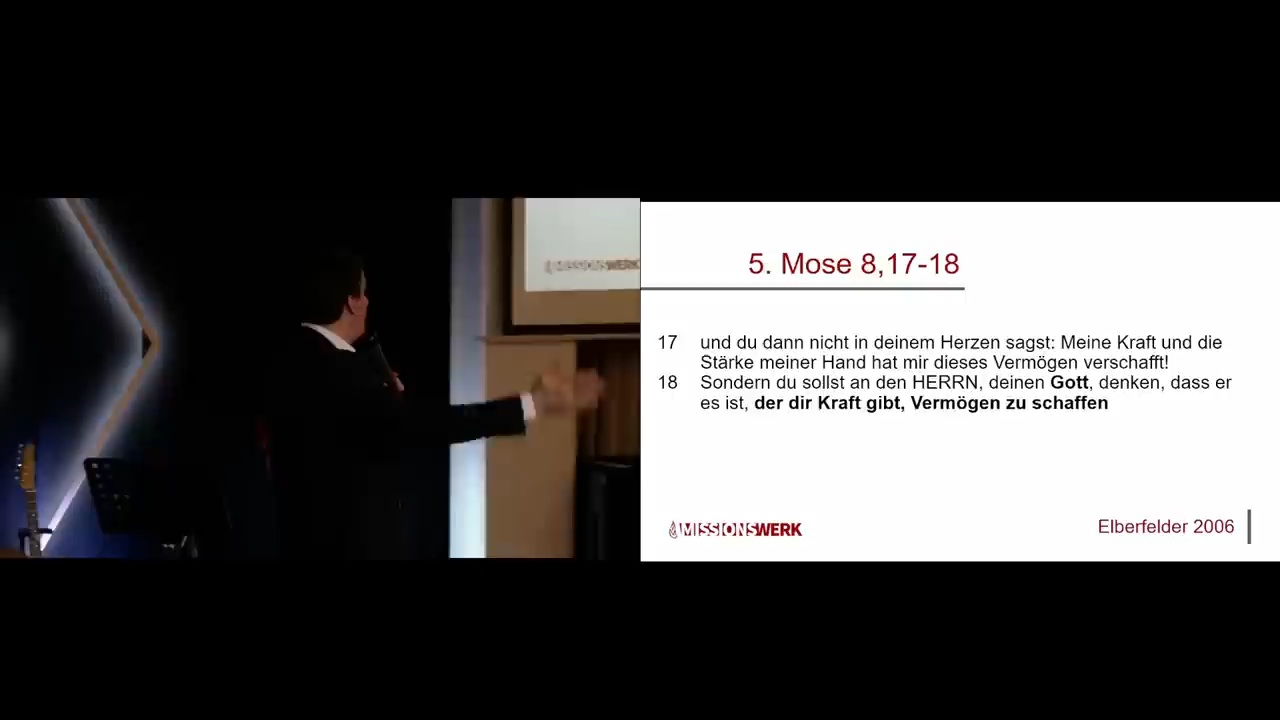 MISSIONSWERK
5. Mose 8,17-18
17 und du dann nicht in deinem Herzen sagst: Meine Kraft und die
Stärke meiner Hand hat mir dieses Vermögen verschafft!
18 Sondern du sollst an den HERRN, deinen Gott, denken, dass er
es ist, der dir Kraft gibt, Vermögen zu schaffen
MISSIONSWERK
Elberfelder 2006